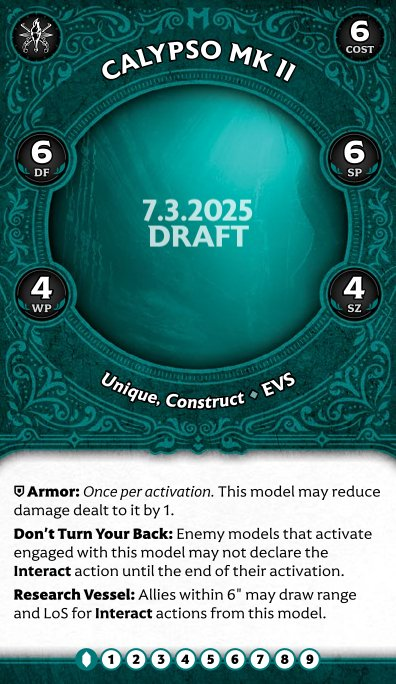 CALYPSO MK II
6
COST
6
DF
6
SP
7.3.2025
DRAFT
4
WP
4
SZ
Unique, Construct ⬥ EVS
Armor: Once per activation. This model may reduce
damage dealt to it by 1.
Don’t Turn Your Back: Enemy models that activate
engaged with this model may not declare the
Interact action until the end of their activation.
Research Vessel: Allies within 6" may draw range
and LoS for Interact actions from this model.
1 2 3 4 5 6 7 8 9